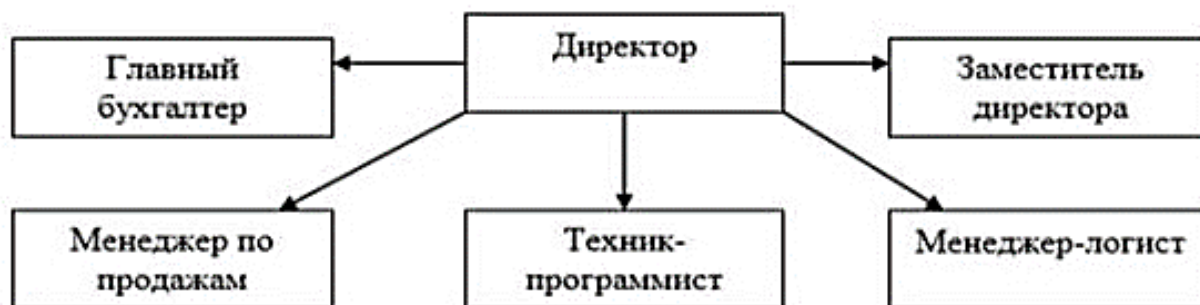 Директор
Главный
бухгалтер
Заместитель
директора
Менеджер по
продажам
Техник-
программист
Менеджер-логист